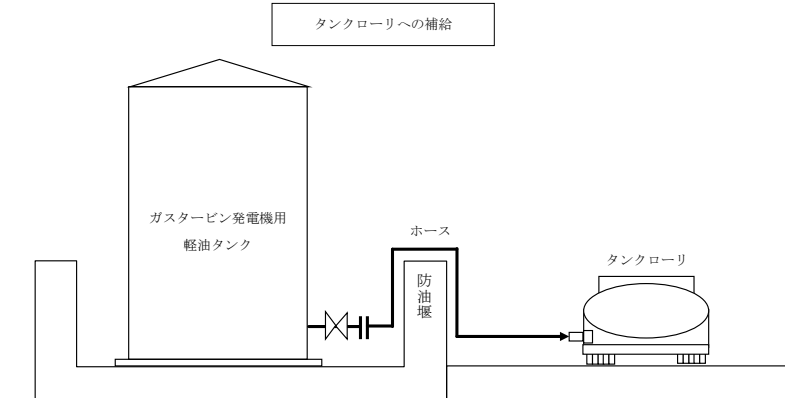 タンクローリへの補給
ガスタービン発電機用
軽油タンク
ホース
防油堰
タンクローリ